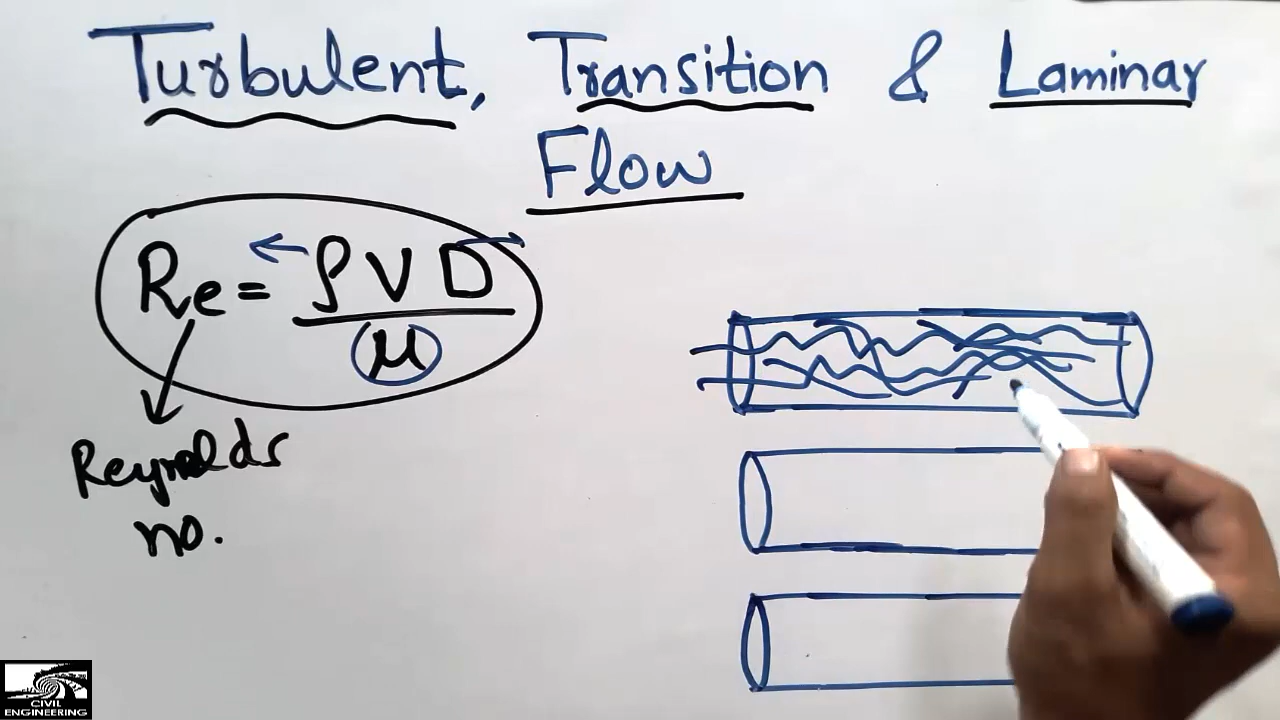 Turbulent, Transition & Laminar
Flow
Re = ρVD
μ
Reynolds
no.
CIVIL
ENGINEERING